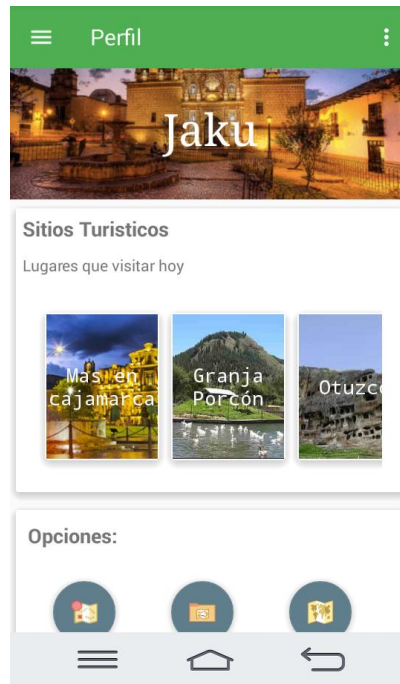 Perfil
Jaku
Sitios Turisticos
Lugares que visitar hoy
Mas en
cajamarca
Granja
Porcón
Otuzco
Opciones: